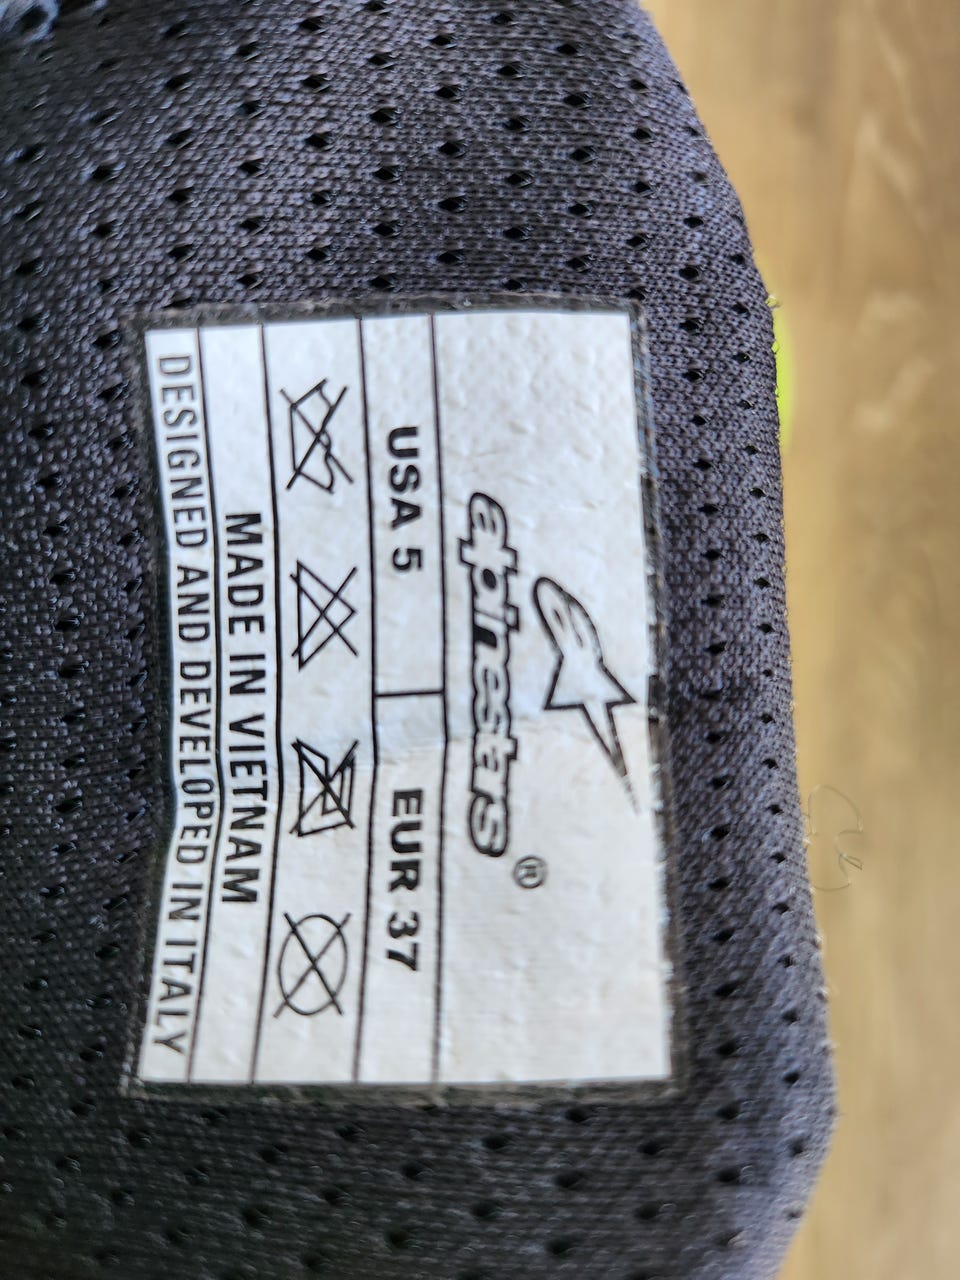 alpinestars®
USA 5 EUR 37
MADE IN VIETNAM
DESIGNED AND DEVELOPED IN ITALY